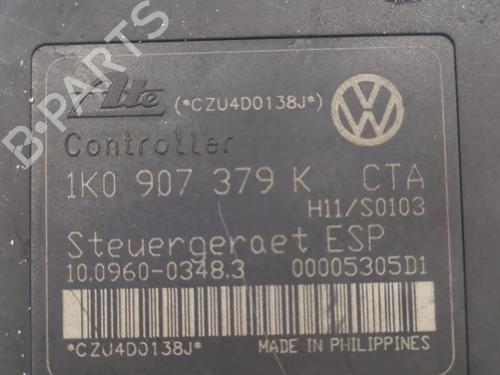 Ate (*CZU4D0138J*)
Controller
1K0 907 379 K CTA
H11/S0103
Steuergeraet ESP
10.0960-0348.3 00005305D1
*CZU4D0138J* MADE IN PHILIPPINES
B-PARTS